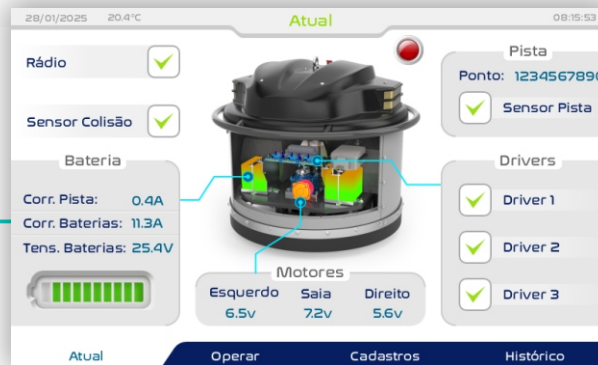 28/01/2025 20.4°C
Atual
08:15:53
Rádio
Sensor Colisão
Pista
Ponto: 1234567890
Sensor Pista
Bateria
Corr. Pista: 0.4A
Corr. Baterias: 11.3A
Tens. Baterias: 25.4V
Drivers
Driver 1
Driver 2
Driver 3
Motores
Esquerdo Saia Direito
6.5v 7.2v 5.6v
Atual Operar Cadastros Histórico